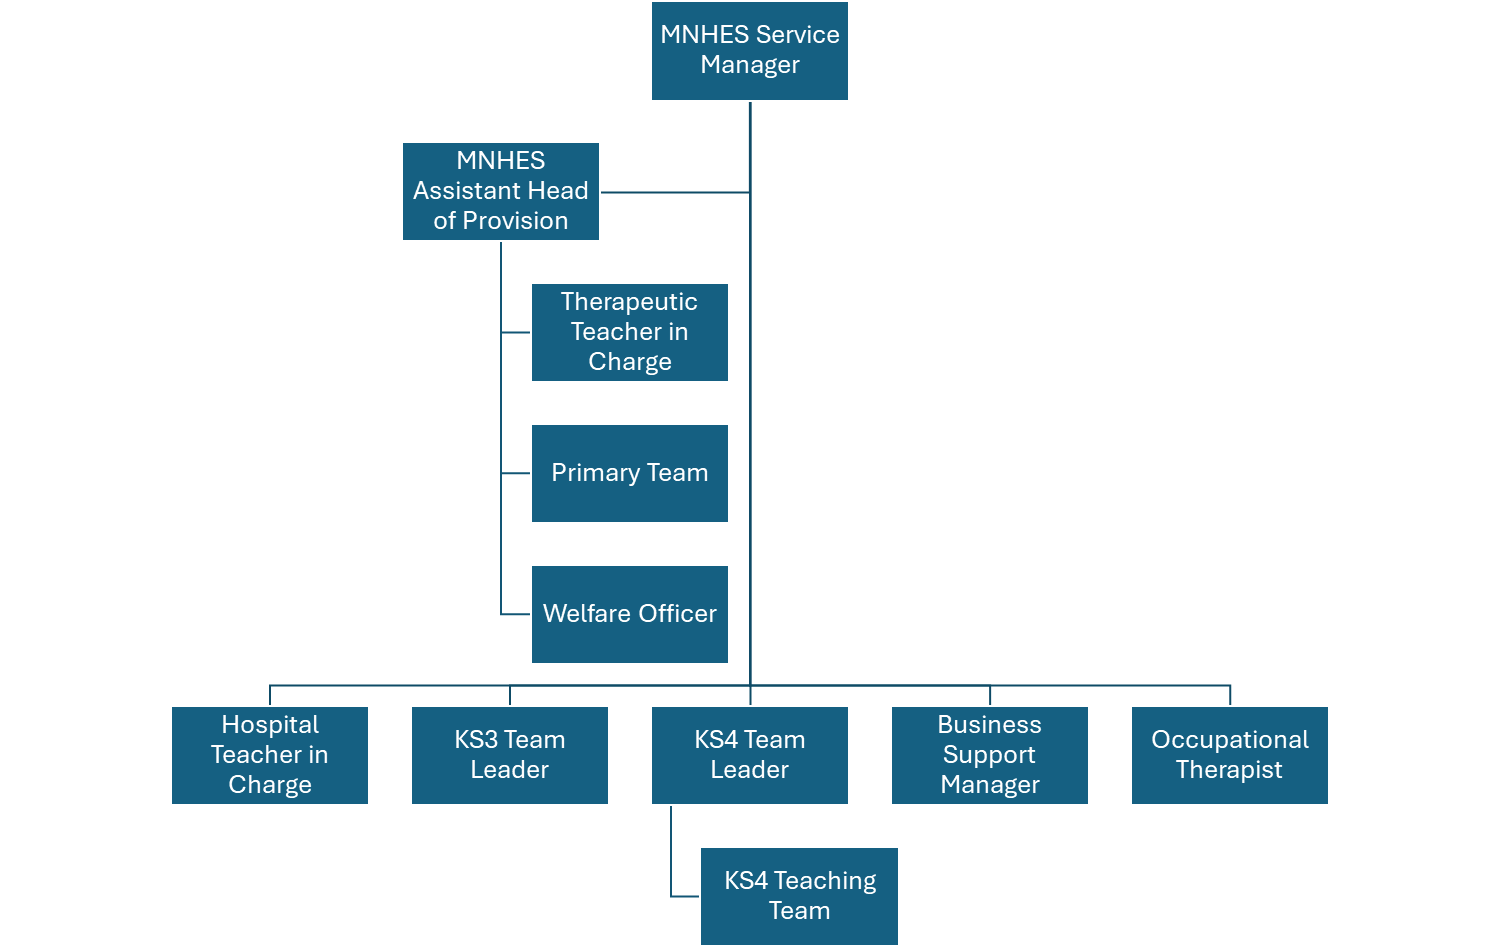 MNHES Service
Manager
MNHES
Assistant Head
of Provision
Therapeutic
Teacher in
Charge
Primary Team
Welfare Officer
Hospital
Teacher in
Charge
KS3 Team
Leader
KS4 Team
Leader
Business
Support
Manager
Occupational
Therapist
KS4 Teaching
Team